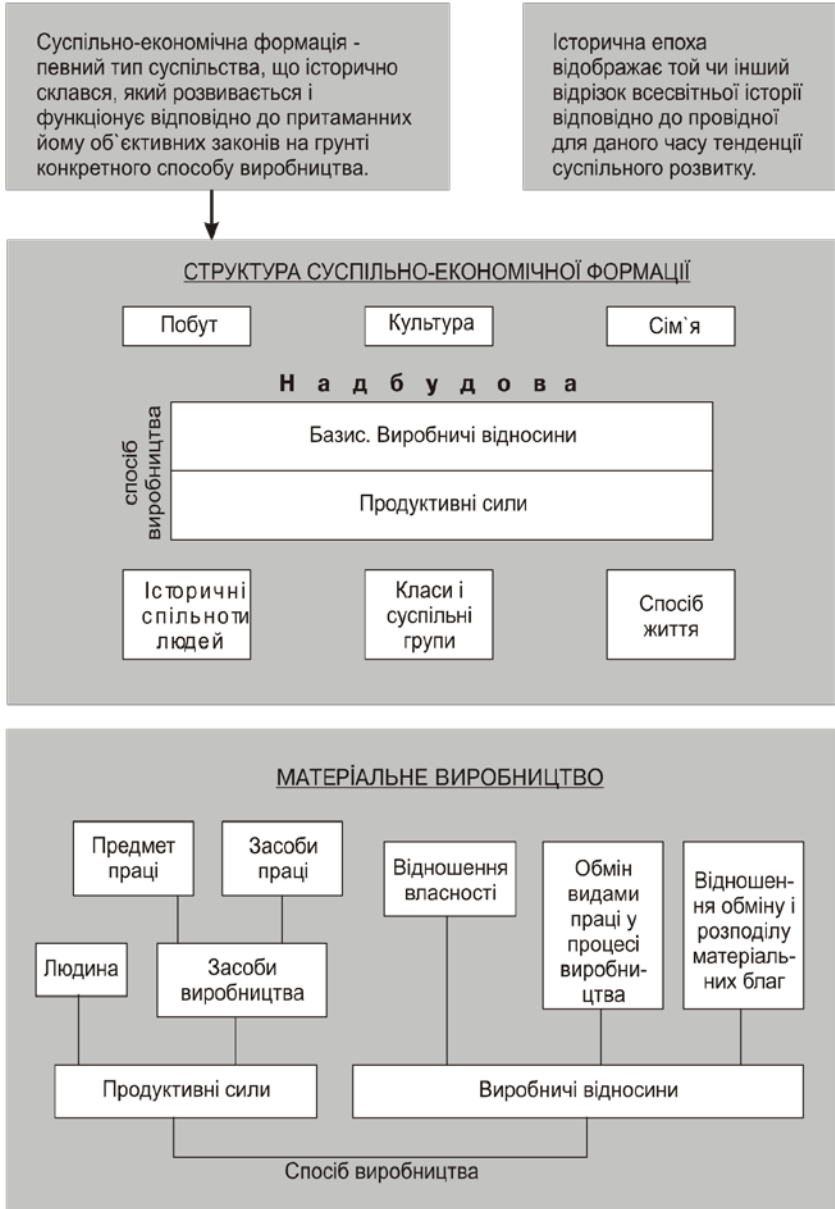 Суспільно-економічна формація -
певний тип суспільства, що історично
склався, який розвивається і
функціонує відповідно до притаманних
йому об`єктивних законів на грунті
конкретного способу виробництва.
Історична епоха
відображає той чи інший
відрізок всесвітньої історії
відповідно до провідної
для даного часу тенденції
суспільного розвитку.
СТРУКТУРА СУСПІЛЬНО-ЕКОНОМІЧНОЇ ФОРМАЦІЇ
Побут
Культура
Сім`я
Надбудова
спосіб
виробництва
Базис. Виробничі відносини
Продуктивні сили
Історичні
спільноти
людей
Класи і
суспільні
групи
Спосіб
життя
МАТЕРІАЛЬНЕ ВИРОБНИЦТВО
Предмет
праці
Засоби
праці
Відношення
власності
Обмін
видами
праці у
процесі
виробни-
цтва
Відношен-
ня обміну і
розподілу
матеріаль-
них благ
Людина
Засоби
виробництва
Продуктивні сили
Виробничі відносини
Спосіб виробництва